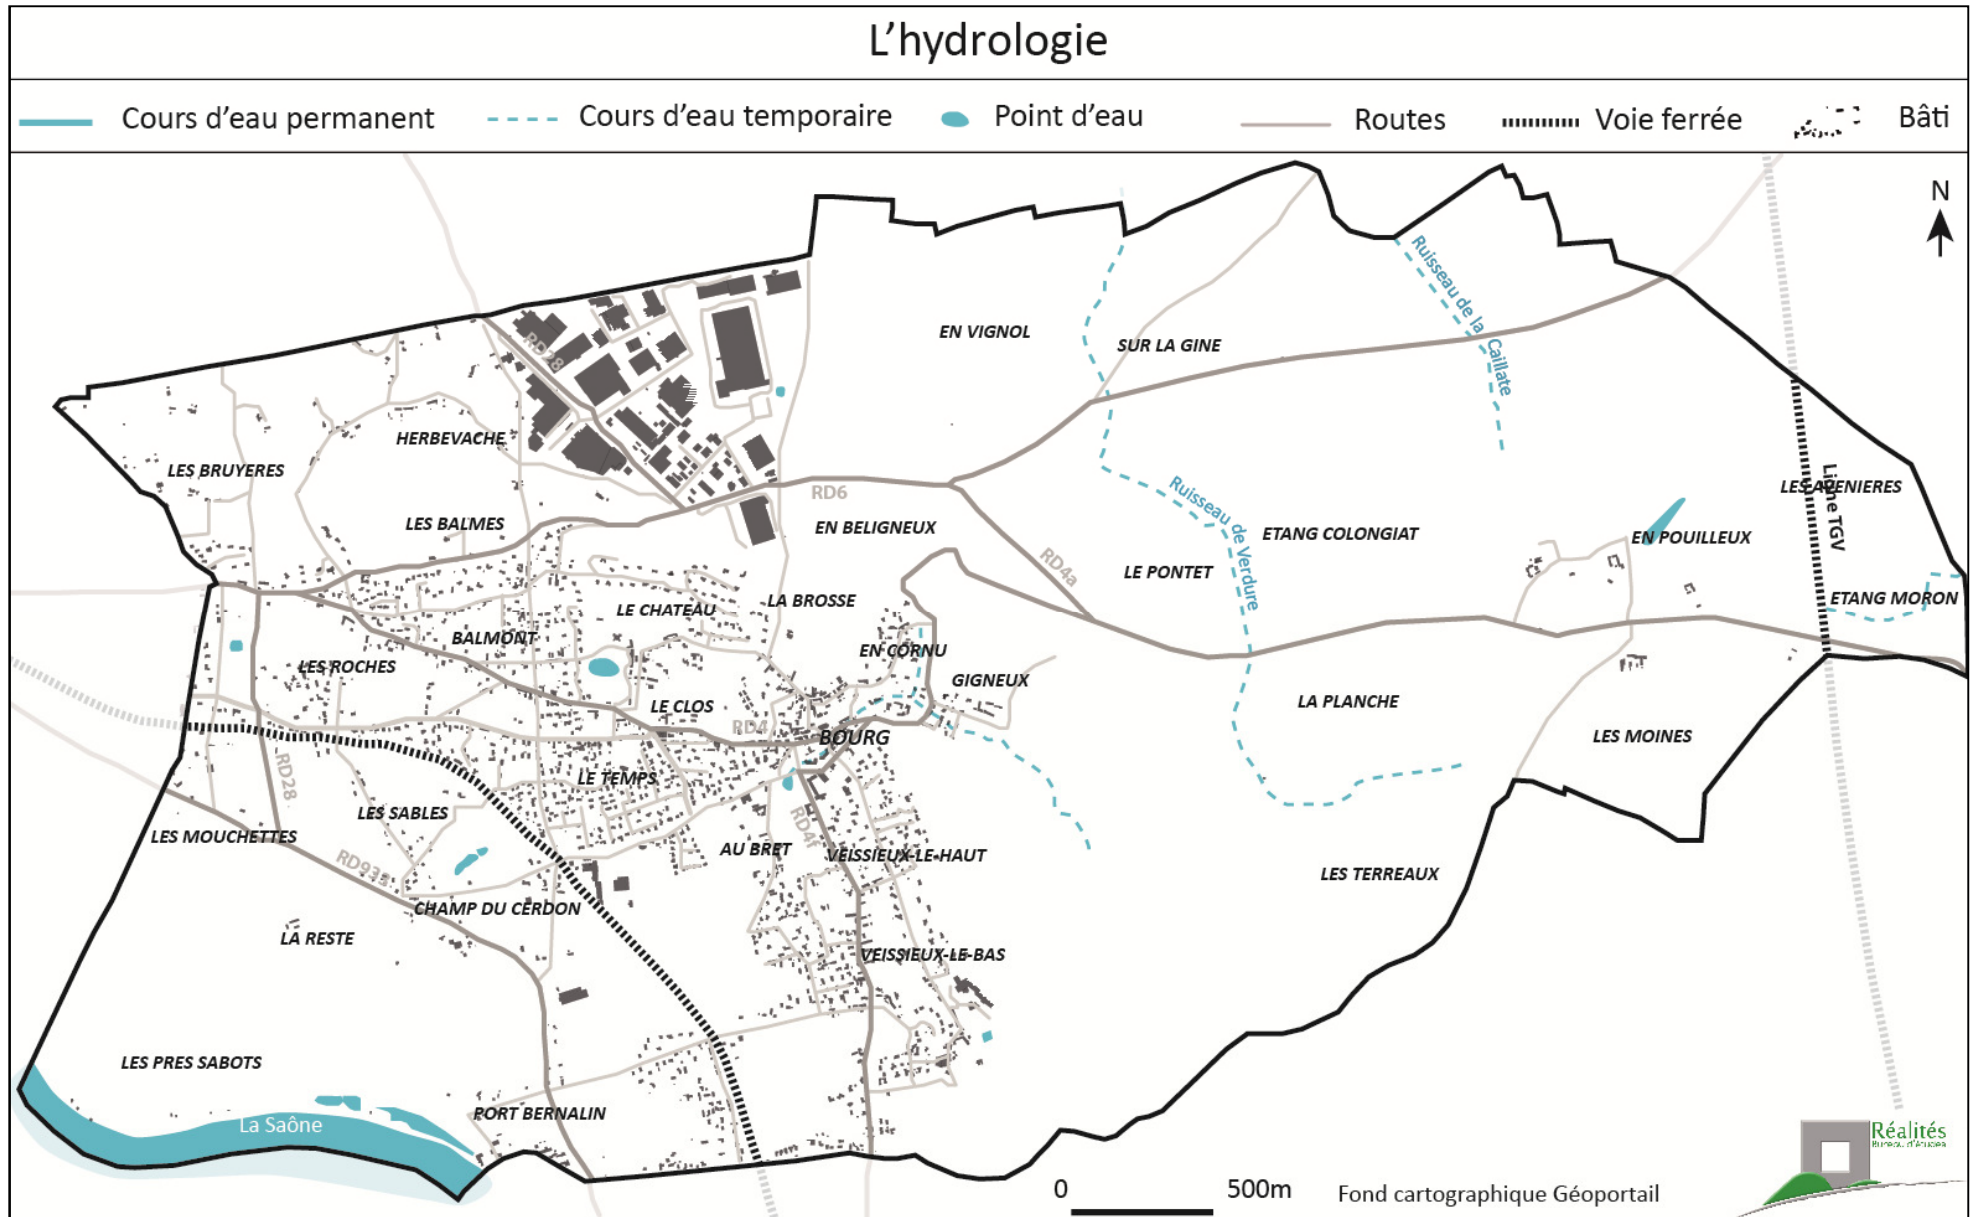 L'hydrologie
Cours d'eau permanent
Cours d'eau temporaire
Point d'eau
Routes
Voie ferrée
Bâti
N
Ruisseau de la Caillate
EN VIGNOL
SUR LA GINE
RD28
HERBEVACHE
LES BRUYERES
LES BALMES
RD6
EN BELIGNEUX
Ruisseau de Verdure
ETANG COLONGIAT
EN POUILLEUX
LES AVENIERES
Ligne TGV
LE PONTET
RD4a
ETANG MORON
LE CHATEAU
LA BROSSE
BALMONT
EN CORNU
LES ROCHES
GIGNEUX
LE CLOS
LA PLANCHE
RD4
BOURG
LES MOINES
RD28
LE TEMPS
LES SABLES
RD4f
LES MOUCHETTES
AU BRET
VEISSIEUX-LE-HAUT
RD933
LES TERREAUX
CHAMP DU CERDON
LA RESTE
VEISSIEUX-LE-BAS
LES PRES SABOTS
PORT BERNALIN
La Saône
Réalités
Bureau d'études
0 500m
Fond cartographique Géoportail